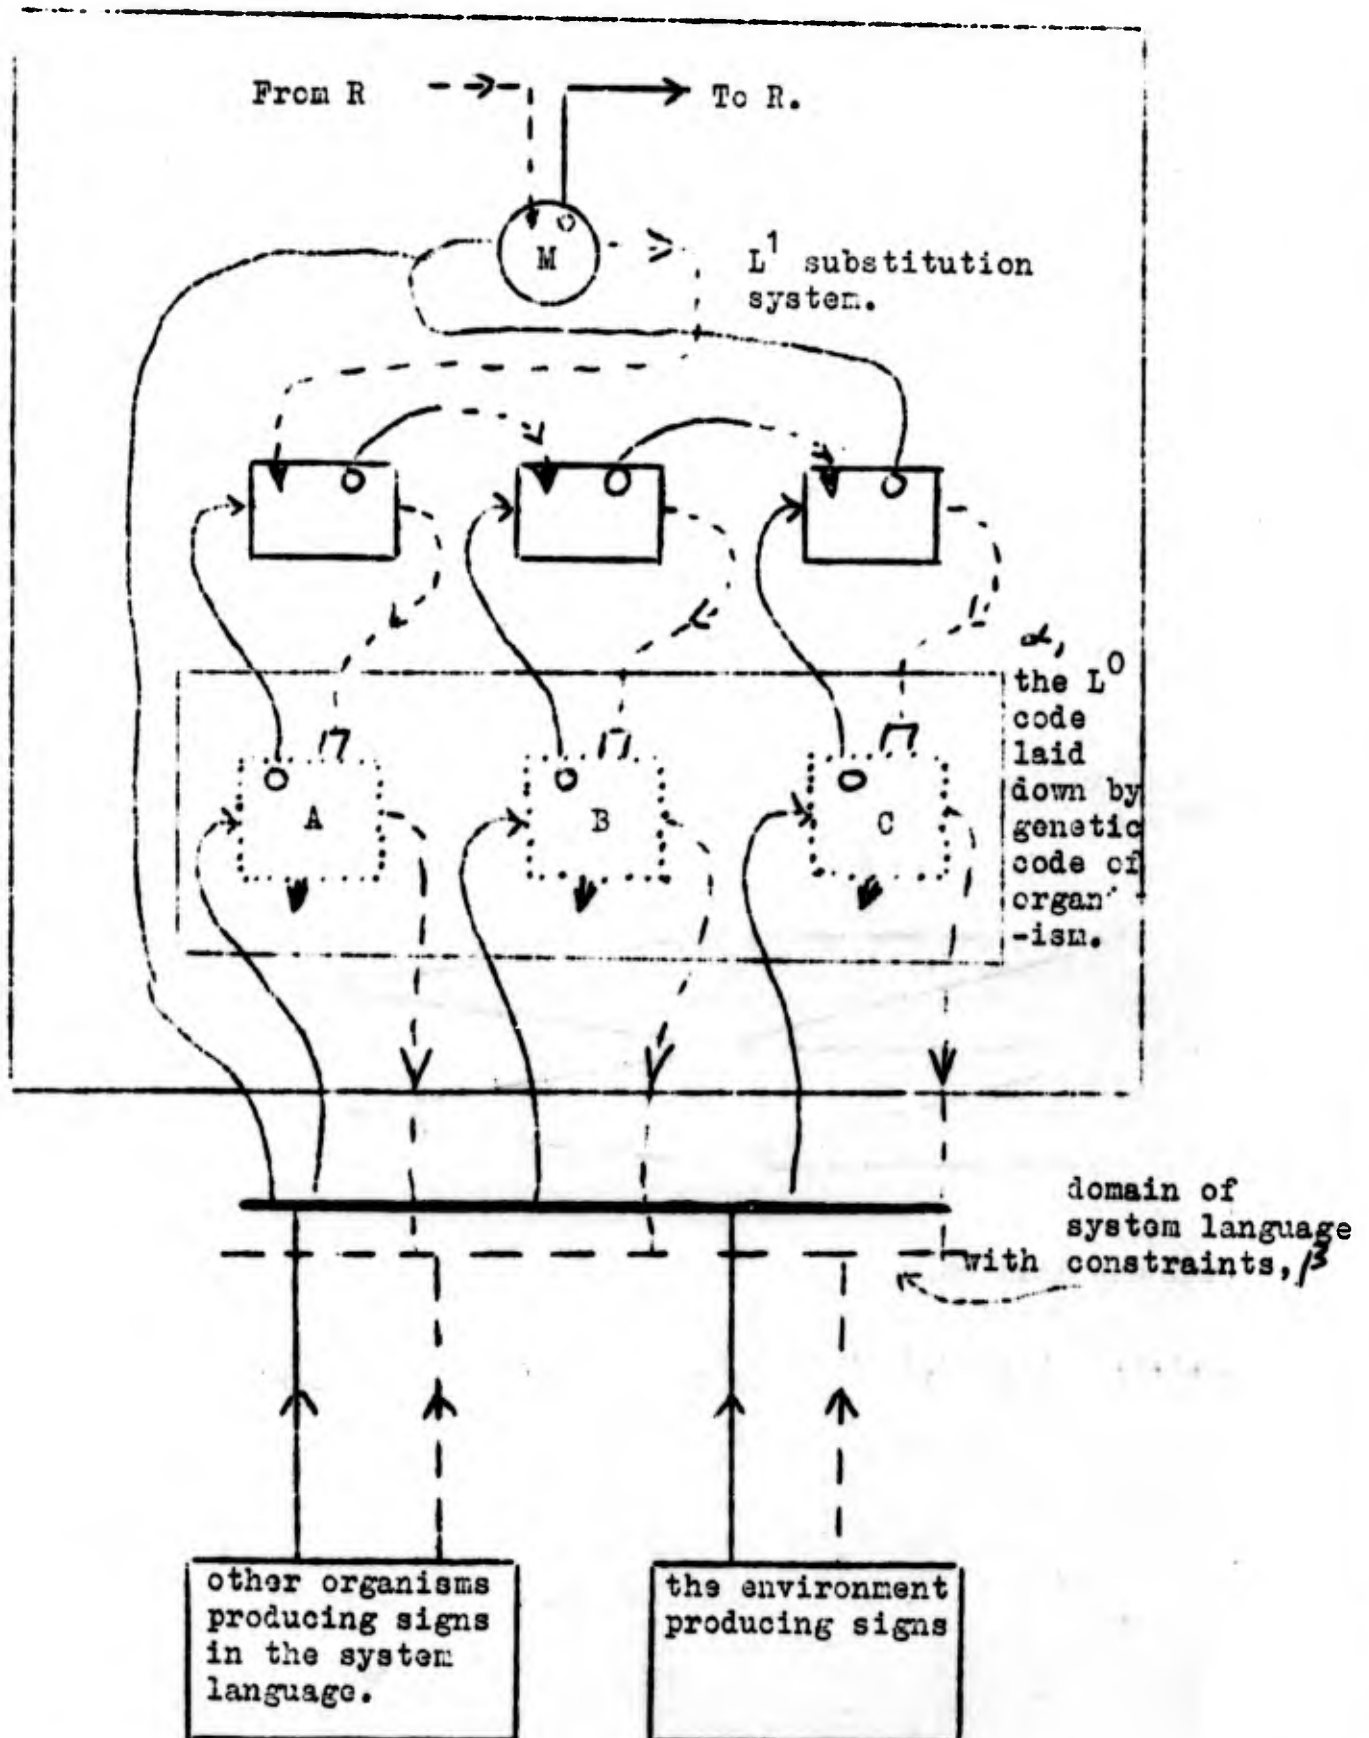 From R
To R.
M
L¹ substitution
system.
α,
the L⁰
code
laid
down by
genetic
code of
organ
-ism.
A
B
C
domain of
system language
with constraints, β
other organisms
producing signs
in the system
language.
the environment
producing signs